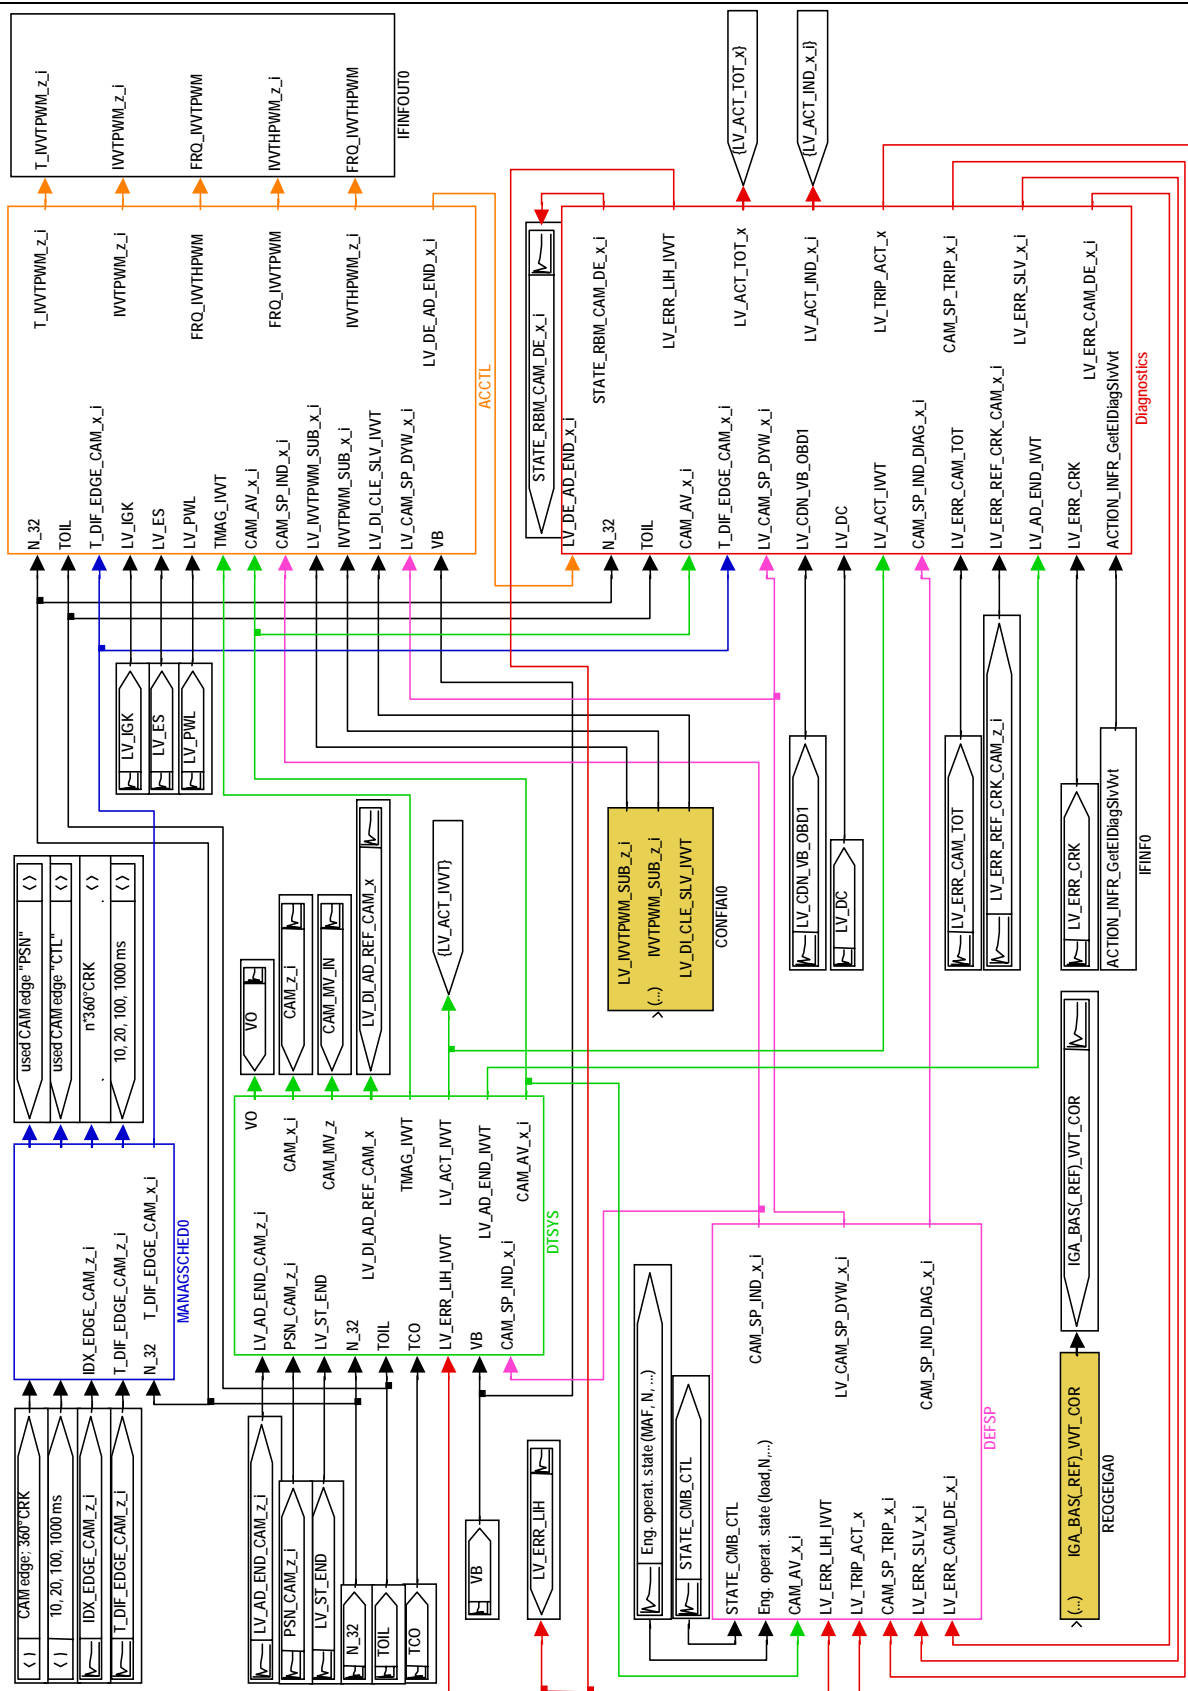 CAM edge; 360°CRK
10, 20, 100, 1000 ms
IDX_EDGE_CAM_z_i
T_DIF_EDGE_CAM_z_i
IDX_EDGE_CAM_z_i
T_DIF_EDGE_CAM_z_i
N_32
T_DIF_EDGE_CAM_x_i
MANAGSCHED0
used CAM edge "PSN"
used CAM edge "CTL"
n*360°CRK
10, 20, 100, 1000 ms
LV_AD_END_CAM_z_i
PSN_CAM_z_i
LV_ST_END
N_32
TOIL
TCO
VB
LV_ERR_LIH
LV_AD_END_CAM_z_i
PSN_CAM_z_i
LV_ST_END
N_32
TOIL
TCO
LV_ERR_LIH_IVVT
VB
CAM_SP_IND_x_i
VO
CAM_x_i
CAM_MV_z
LV_DI_AD_REF_CAM_x
TMAG_IVVT
LV_ACT_IVVT
LV_AD_END_IVVT
CAM_AV_x_i
DTSYS
VO
CAM_z_i
CAM_MV_IN
LV_DI_AD_REF_CAM_x
{LV_ACT_IVVT}
LV_IGK
LV_ES
LV_PWL
N_32
TOIL
T_DIF_EDGE_CAM_x_i
LV_IGK
LV_ES
LV_PWL
TMAG_IVVT
CAM_AV_x_i
CAM_SP_IND_x_i
LV_IVVTPWM_SUB_x_i
IVVTPWM_SUB_x_i
LV_DI_CLE_SLV_IVVT
LV_CAM_SP_DYW_x_i
VB
T_IVVTPWM_z_i
IVVTPWM_z_i
FRQ_IVVTHPWM
FRQ_IVVTPWM
IVVTHPWM_z_i
LV_DE_AD_END_x_i
ACCTL
T_IVVTPWM_z_i
IVVTPWM_z_i
FRQ_IVVTPWM
IVVTHPWM_z_i
FRQ_IVVTHPWM
IFINFOUT0
(...)
LV_IVVTPWM_SUB_z_i
IVVTPWM_SUB_z_i
LV_DI_CLE_SLV_IVVT
CONFIAI0
Eng. operat. state (MAF, N, ...)
STATE_CMB_CTL
STATE_CMB_CTL
Eng. operat. state (load,N,...)
CAM_AV_x_i
LV_ERR_LIH_IVVT
LV_TRIP_ACT_x
CAM_SP_TRIP_x_i
LV_ERR_SLV_x_i
LV_ERR_CAM_DE_x_i
CAM_SP_IND_x_i
LV_CAM_SP_DYW_x_i
CAM_SP_IND_DIAG_x_i
DEFSP
LV_CDN_VB_OBD1
LV_DC
LV_ERR_CAM_TOT
LV_ERR_REF_CRK_CAM_z_i
LV_ERR_CRK
ACTION_INFR_GetEIDiagSlvVvt
IFINF0
STATE_RBM_CAM_DE_x_i
LV_DE_AD_END_x_i
N_32
TOIL
CAM_AV_x_i
T_DIF_EDGE_CAM_x_i
LV_CAM_SP_DYW_x_i
LV_CDN_VB_OBD1
LV_DC
LV_ACT_IVVT
CAM_SP_IND_DIAG_x_i
LV_ERR_CAM_TOT
LV_ERR_REF_CRK_CAM_x_i
LV_AD_END_IVVT
LV_ERR_CRK
ACTION_INFR_GetEIDiagSlvVvt
STATE_RBM_CAM_DE_x_i
LV_ERR_LIH_IVVT
LV_ACT_TOT_x
LV_ACT_IND_x_i
LV_TRIP_ACT_x
CAM_SP_TRIP_x_i
LV_ERR_SLV_x_i
LV_ERR_CAM_DE_x_i
Diagnostics
{LV_ACT_TOT_x}
{LV_ACT_IND_x_i}
(...)
IGA_BAS(_REF)_VVT_COR
REQGEIGA0
IGA_BAS(_REF)_VVT_COR